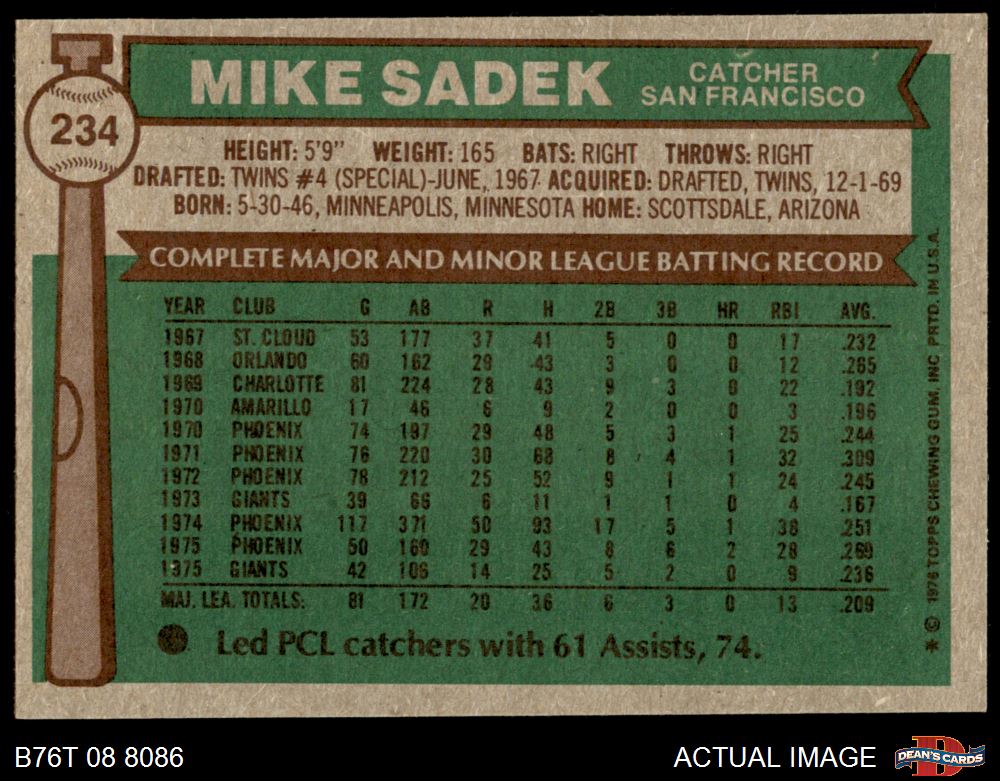 MIKE SADEK
CATCHER
SAN FRANCISCO
234
HEIGHT: 5'9" WEIGHT: 165 BATS: RIGHT THROWS: RIGHT
DRAFTED: TWINS #4 (SPECIAL)-JUNE, 1967 ACQUIRED: DRAFTED, TWINS, 12-1-69
BORN: 5-30-46, MINNEAPOLIS, MINNESOTA HOME: SCOTTSDALE, ARIZONA
COMPLETE MAJOR AND MINOR LEAGUE BATTING RECORD
YEAR CLUB G AB R H 2B 3B HR RBI AVG.
1967 ST. CLOUD 53 177 37 41 5 0 0 17 .232
1968 ORLANDO 60 162 29 43 3 0 0 12 .265
1969 CHARLOTTE 81 224 28 43 9 3 0 22 .192
1970 AMARILLO 17 46 6 9 2 0 0 3 .196
1970 PHOENIX 74 197 29 48 5 3 1 25 .244
1971 PHOENIX 76 220 30 68 8 4 1 32 .309
1972 PHOENIX 78 212 25 52 9 1 1 24 .245
1973 GIANTS 39 66 6 11 1 1 0 4 .167
1974 PHOENIX 117 371 50 93 17 5 1 38 .251
1975 PHOENIX 50 160 29 43 8 6 2 28 .269
1975 GIANTS 42 106 14 25 5 2 0 9 .236
MAJ. LEA. TOTALS: 81 172 20 36 6 3 0 13 .209
Led PCL catchers with 61 Assists, 74.
* © 1976 TOPPS CHEWING GUM, INC. PRTD. IN U.S.A.
B76T 08 8086
ACTUAL IMAGE
D
DEAN'S CARDS